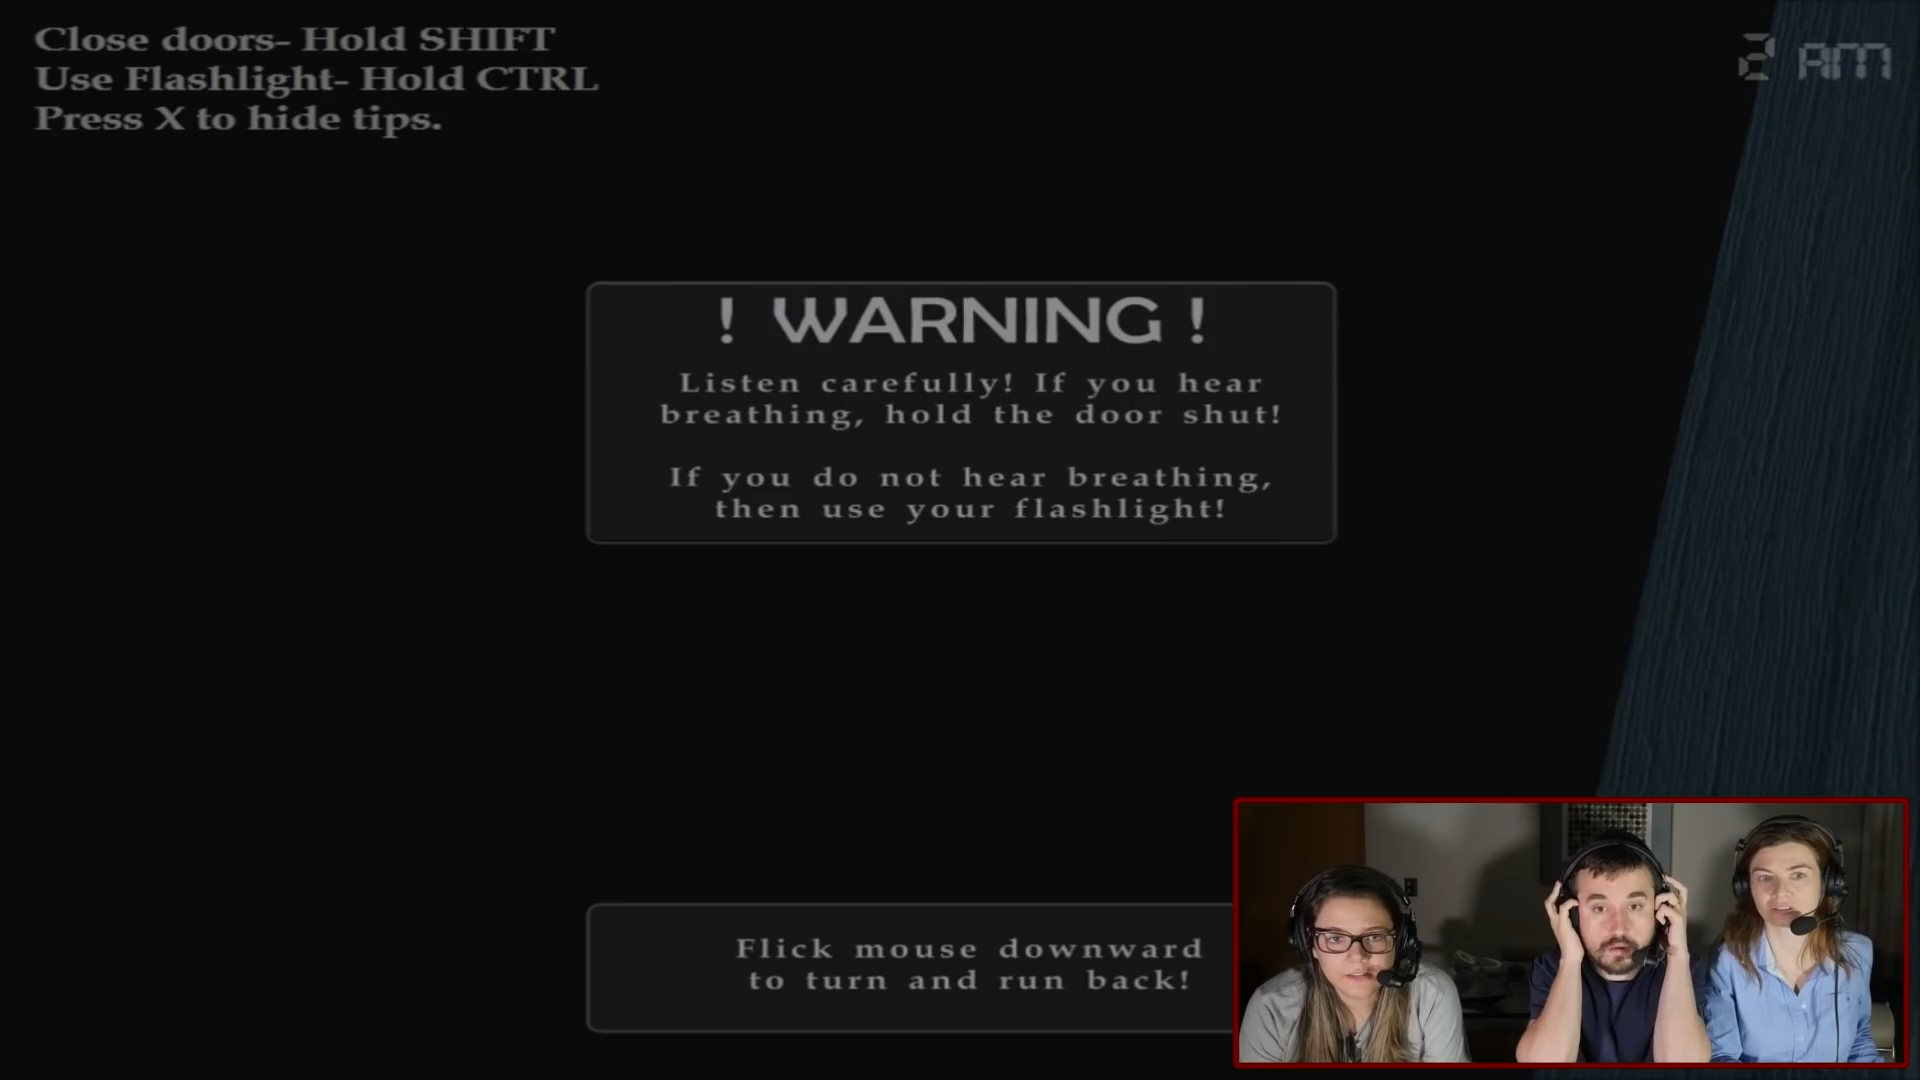 Close doors- Hold SHIFT
Use Flashlight- Hold CTRL
Press X to hide tips.
2 AM
! WARNING !
Listen carefully! If you hear
breathing, hold the door shut!
If you do not hear breathing,
then use your flashlight!
Flick mouse downward
to turn and run back!